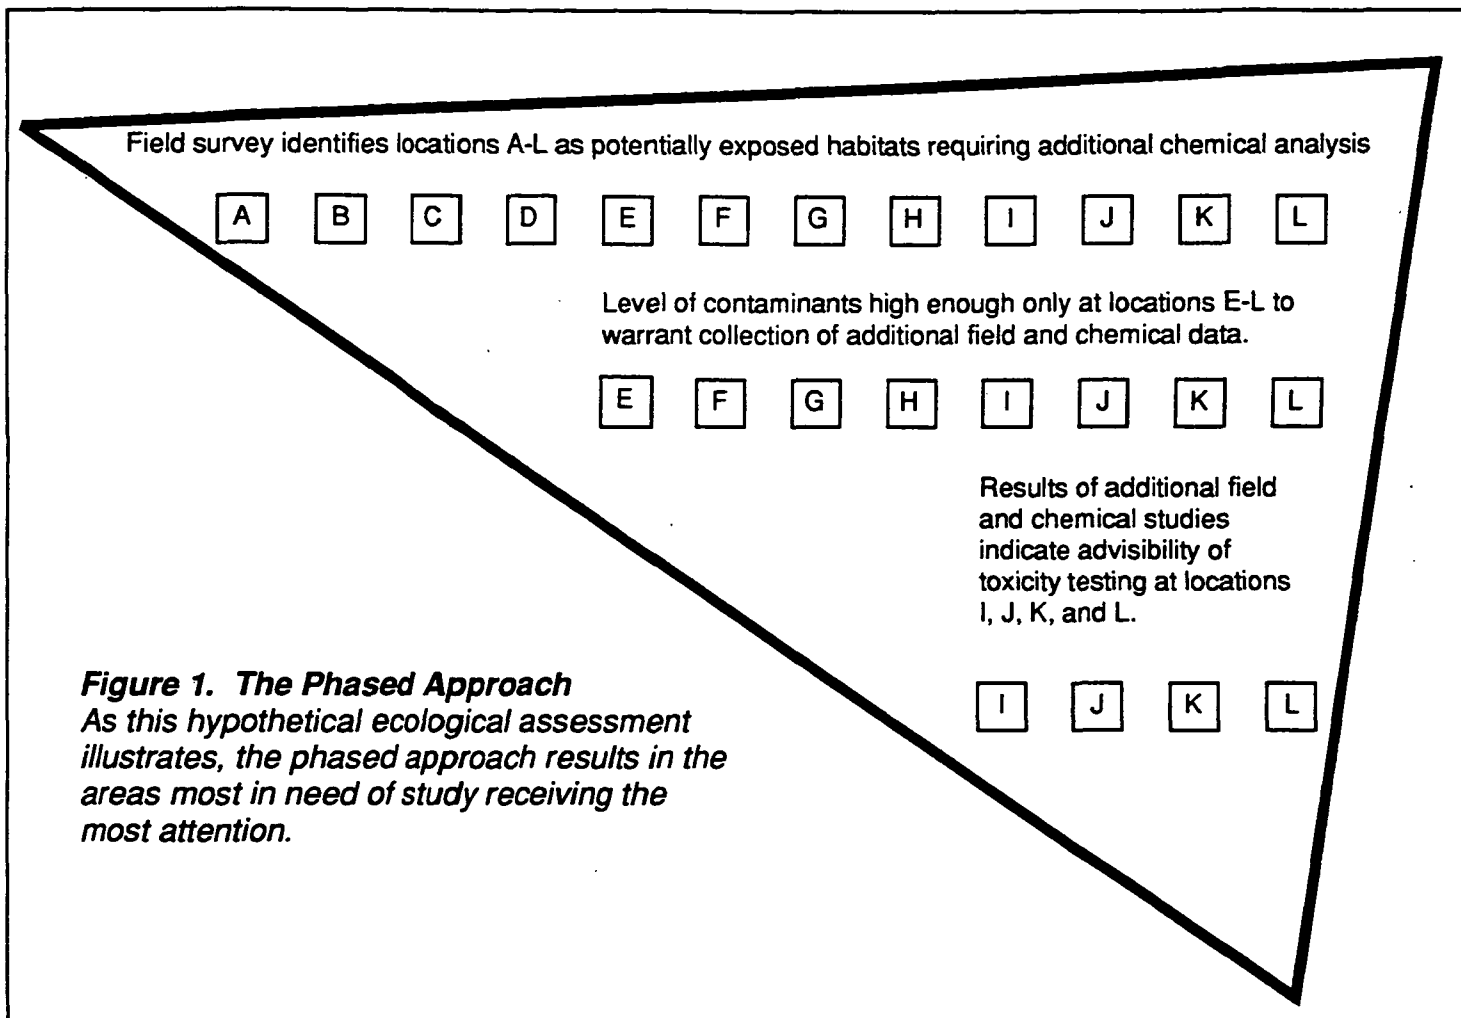 Field survey identifies locations A-L as potentially exposed habitats requiring additional chemical analysis
A B C D E F G H I J K L
Level of contaminants high enough only at locations E-L to
warrant collection of additional field and chemical data.
E F G H I J K L
Results of additional field
and chemical studies
indicate advisibility of
toxicity testing at locations
I, J, K, and L.
I J K L
Figure 1. The Phased Approach
As this hypothetical ecological assessment
illustrates, the phased approach results in the
areas most in need of study receiving the
most attention.